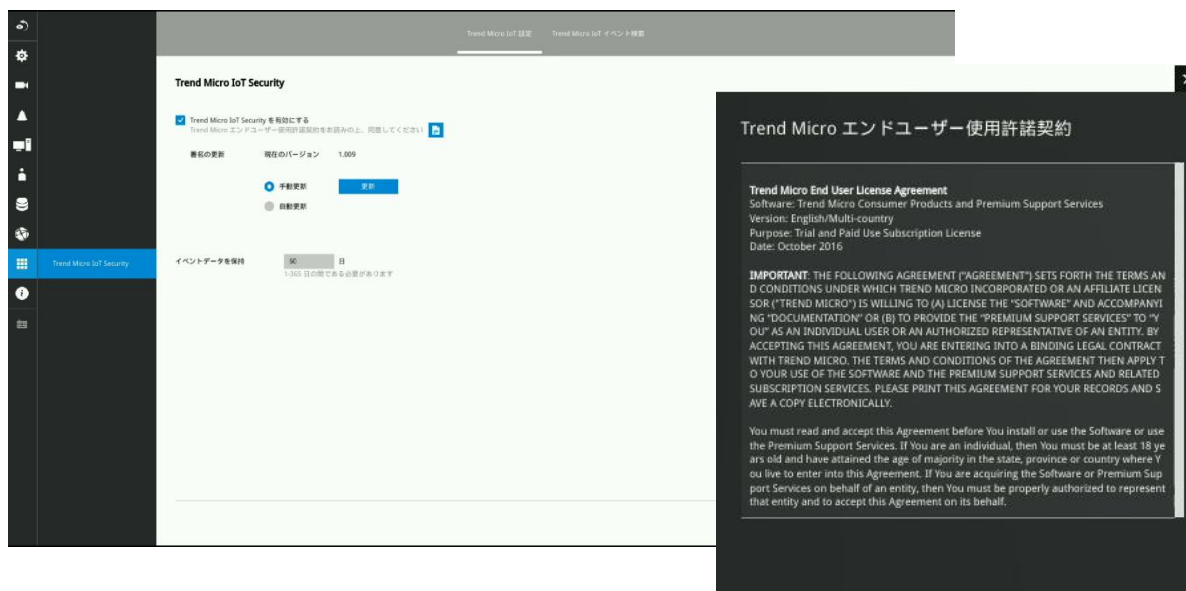 Trend Micro IoT 設定 Trend Micro IoT イベント検索
Trend Micro IoT Security
Trend Micro IoT Security を有効にする
Trend Micro エンドユーザー使用許諾契約をお読みの上、同意してください
署名の更新 現在のバージョン 1.009
手動更新 更新
自動更新
Trend Micro IoT Security
イベントデータを保持 90 日
1-365 日の間である必要があります
Trend Micro エンドユーザー使用許諾契約
Trend Micro End User License Agreement
Software: Trend Micro Consumer Products and Premium Support Services
Version: English/Multi-country
Purpose: Trial and Paid Use Subscription License
Date: October 2016
IMPORTANT: THE FOLLOWING AGREEMENT ("AGREEMENT") SETS FORTH THE TERMS AN
D CONDITIONS UNDER WHICH TREND MICRO INCORPORATED OR AN AFFILIATE LICEN
SOR ("TREND MICRO") IS WILLING TO (A) LICENSE THE "SOFTWARE" AND ACCOMPANYI
NG "DOCUMENTATION" OR (B) TO PROVIDE THE "PREMIUM SUPPORT SERVICES" TO "Y
OU" AS AN INDIVIDUAL USER OR AN AUTHORIZED REPRESENTATIVE OF AN ENTITY. BY
ACCEPTING THIS AGREEMENT, YOU ARE ENTERING INTO A BINDING LEGAL CONTRACT
WITH TREND MICRO. THE TERMS AND CONDITIONS OF THE AGREEMENT THEN APPLY T
O YOUR USE OF THE SOFTWARE AND THE PREMIUM SUPPORT SERVICES AND RELATED
SUBSCRIPTION SERVICES. PLEASE PRINT THIS AGREEMENT FOR YOUR RECORDS AND S
AVE A COPY ELECTRONICALLY.
You must read and accept this Agreement before You install or use the Software or use
the Premium Support Services. If You are an individual, then You must be at least 18 ye
ars old and have attained the age of majority in the state, province or country where Y
ou live to enter into this Agreement. If You are acquiring the Software or Premium Sup
port Services on behalf of an entity, then You must be properly authorized to represent
that entity and to accept this Agreement on its behalf.